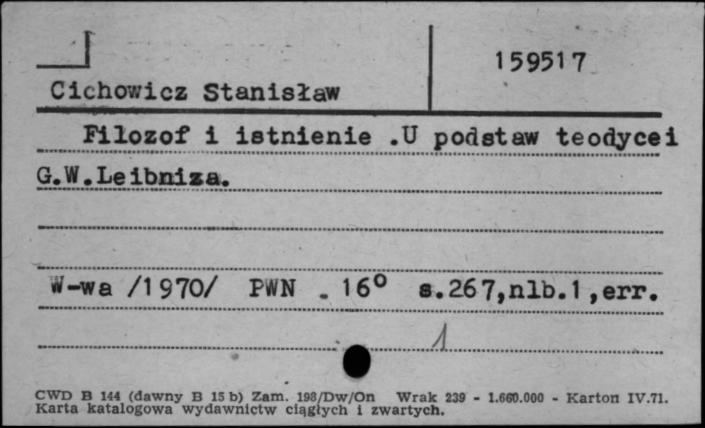 159517
Cichowicz Stanisław
Filozof i istnienie .U podstaw teodycei
G.W.Leibniza.
W-wa /1970/ PWN . 16° s.267,nlb.1,err.
1
CWD B 144 (dawny B 15 b) Zam. 198/Dw/On Wrak 239 - 1.660.000 - Karton IV.71.
Karta katalogowa wydawnictw ciągłych i zwartych.